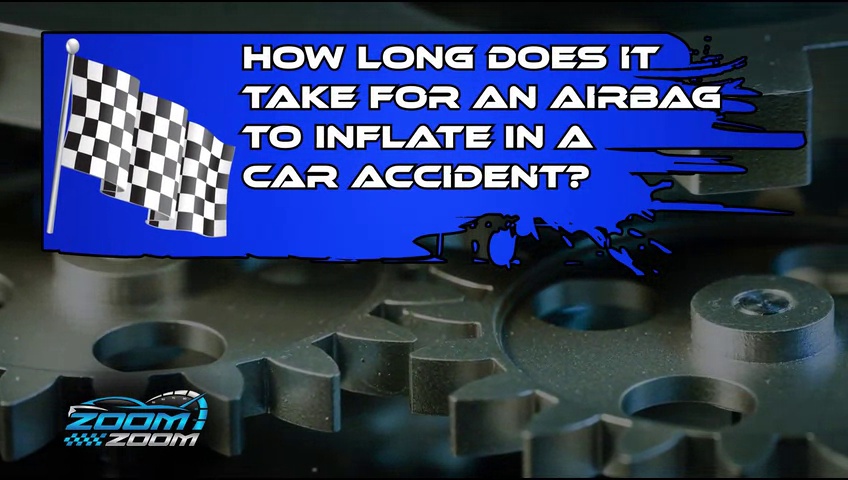 HOW LONG DOES IT
TAKE FOR AN AIRBAG
TO INFLATE IN A
CAR ACCIDENT?
ZOOM
ZOOM